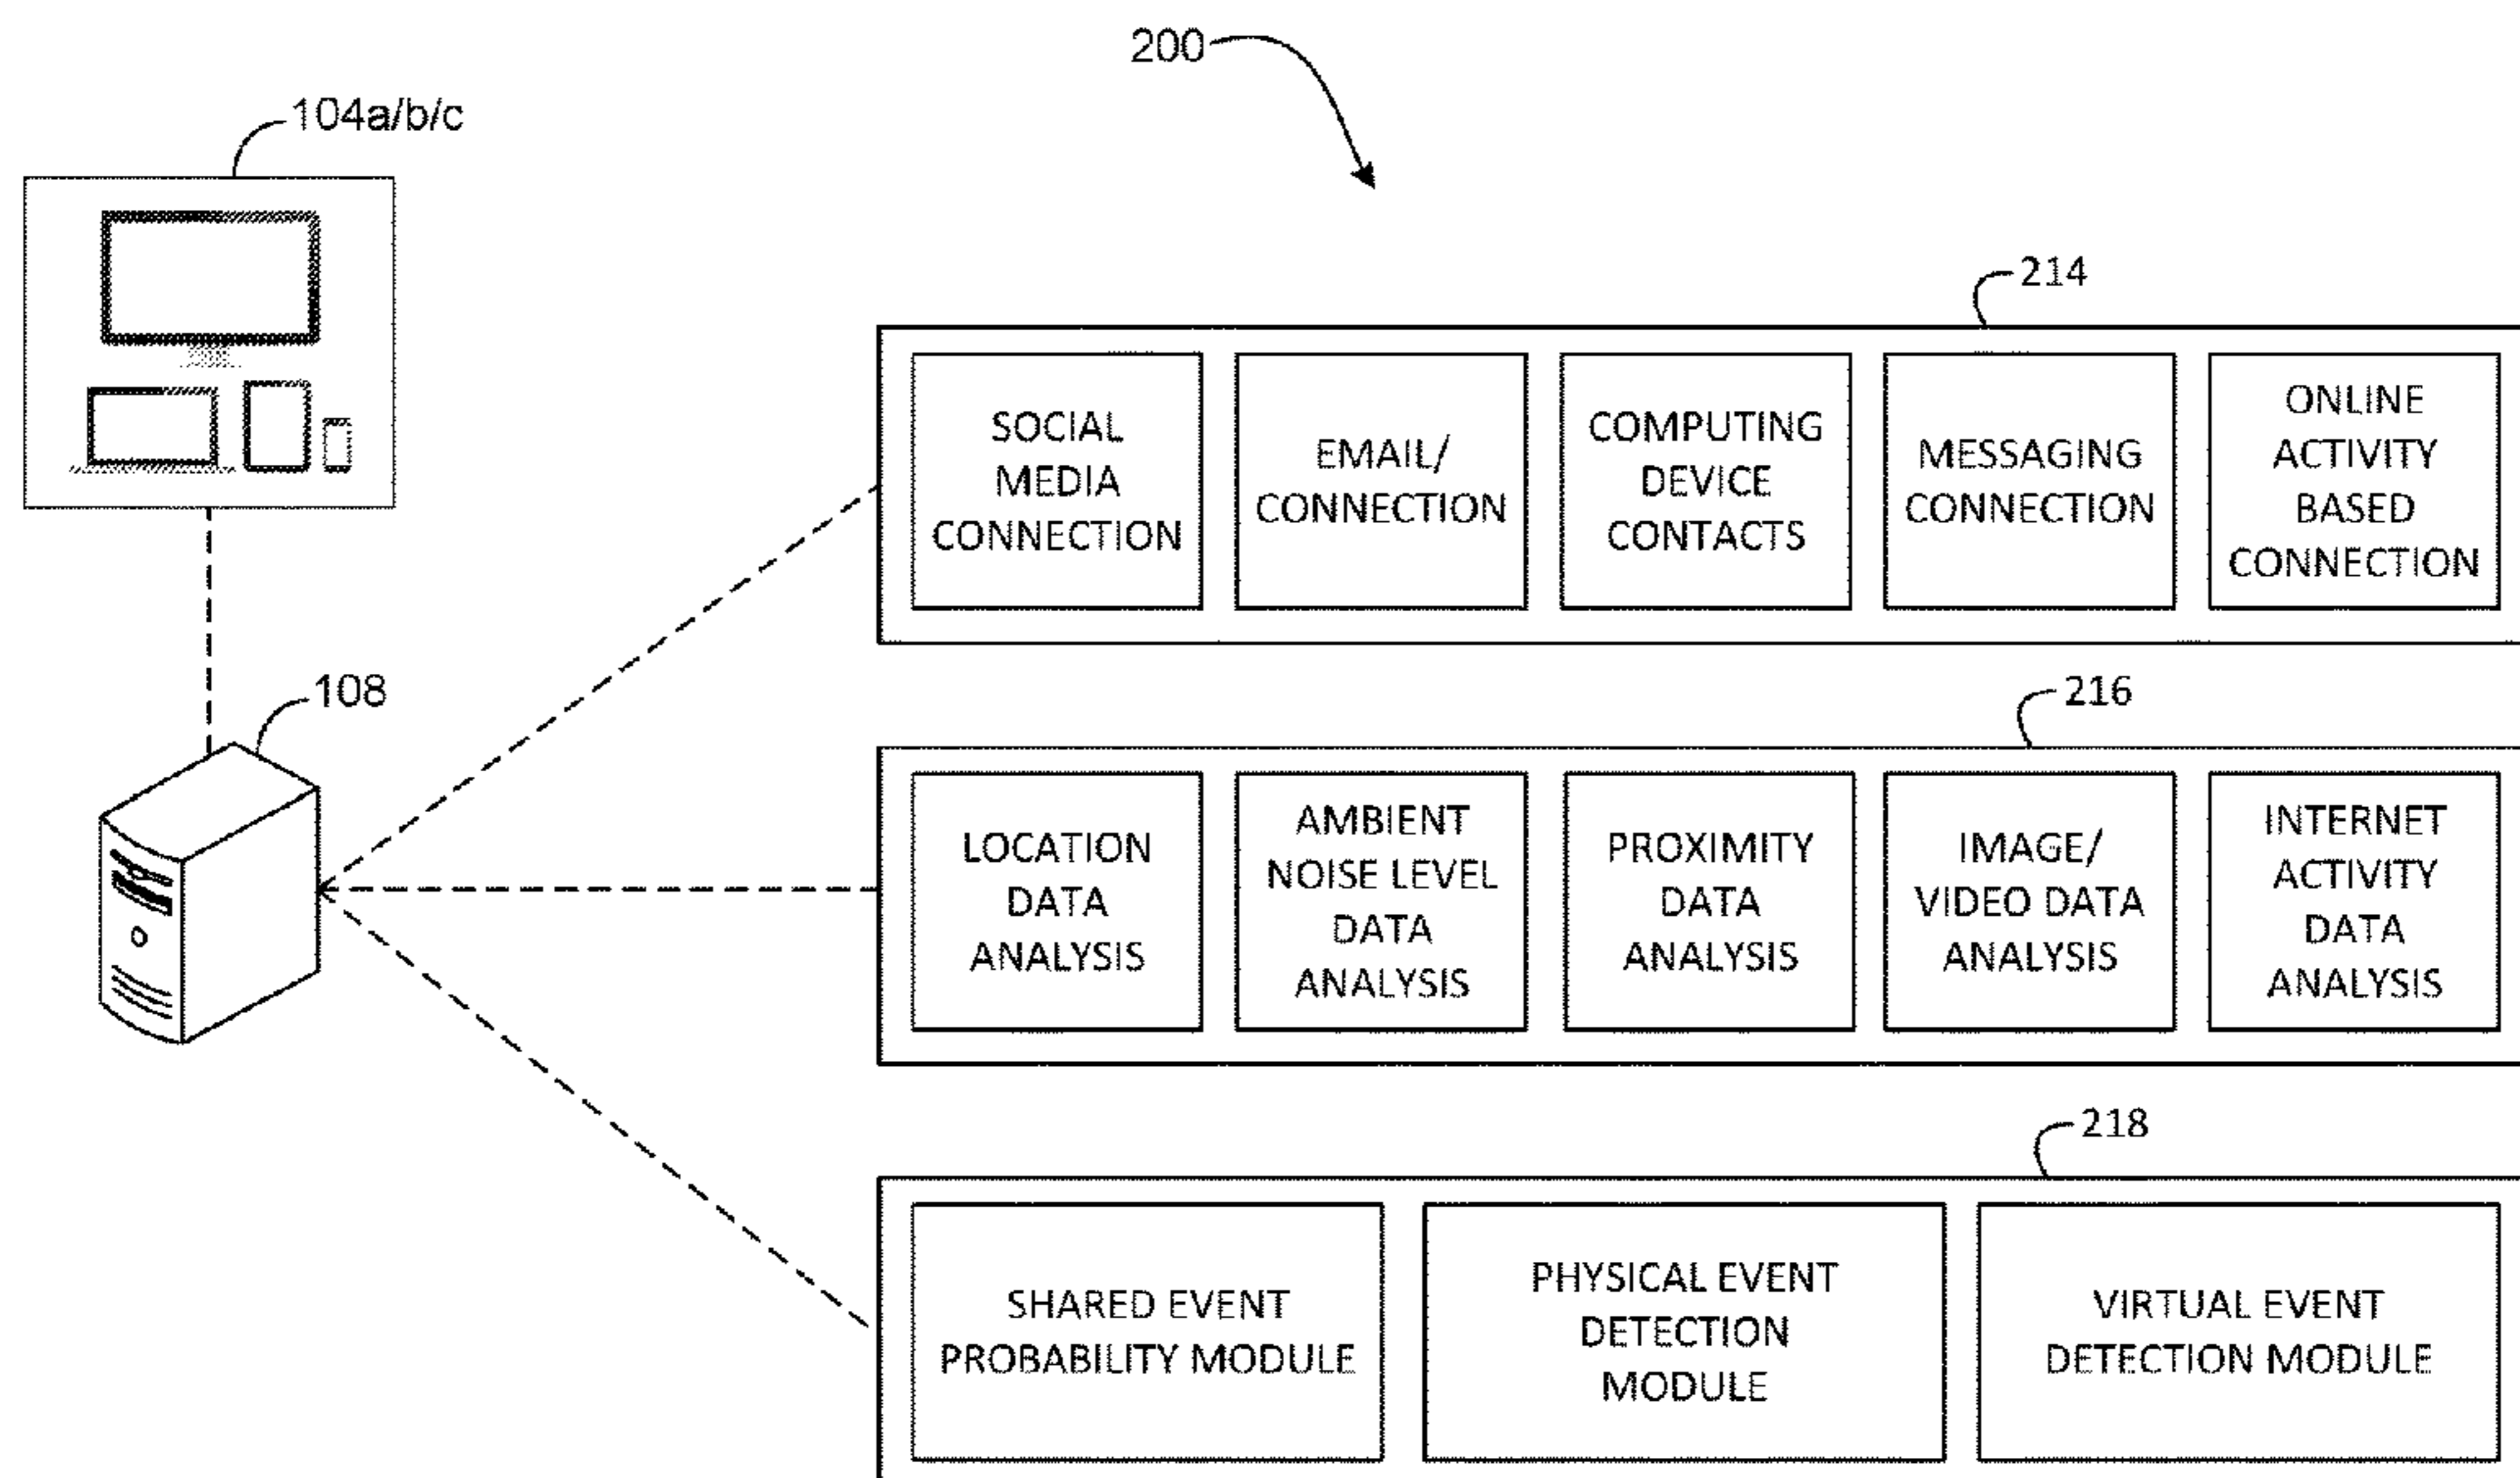 200
104a/b/c
214
SOCIAL
MEDIA
CONNECTION
EMAIL/
CONNECTION
COMPUTING
DEVICE
CONTACTS
MESSAGING
CONNECTION
ONLINE
ACTIVITY
BASED
CONNECTION
108
216
LOCATION
DATA
ANALYSIS
AMBIENT
NOISE LEVEL
DATA
ANALYSIS
PROXIMITY
DATA
ANALYSIS
IMAGE/
VIDEO DATA
ANALYSIS
INTERNET
ACTIVITY
DATA
ANALYSIS
218
SHARED EVENT
PROBABILITY MODULE
PHYSICAL EVENT
DETECTION
MODULE
VIRTUAL EVENT
DETECTION MODULE